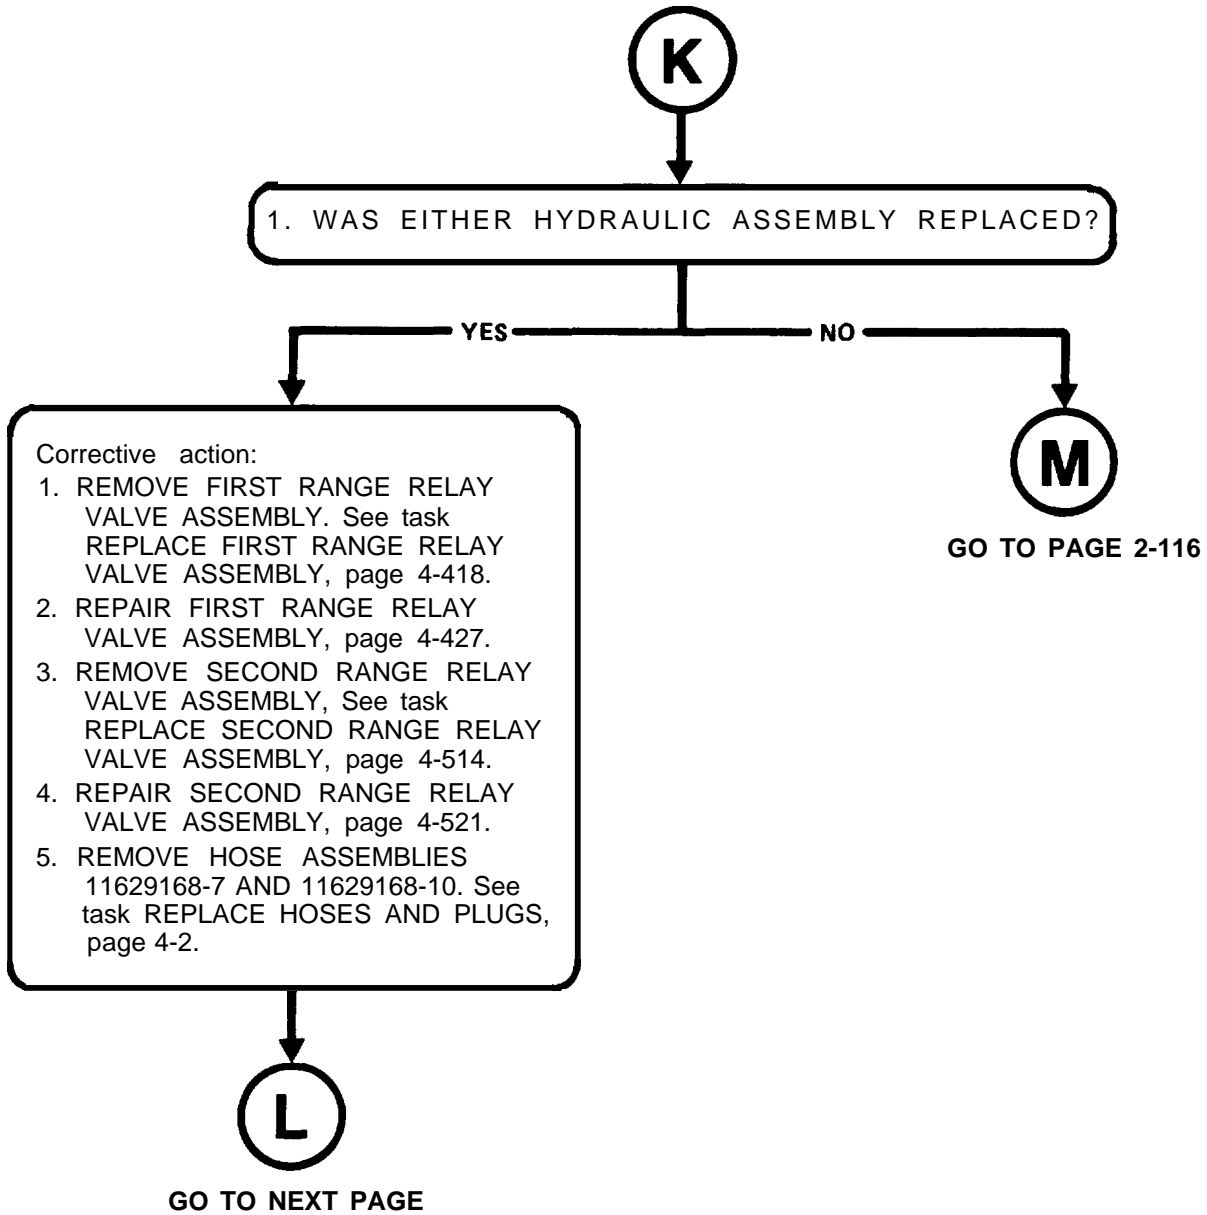 K
1. WAS EITHER HYDRAULIC ASSEMBLY REPLACED?
YES
NO
Corrective action:
1. REMOVE FIRST RANGE RELAY
VALVE ASSEMBLY. See task
REPLACE FIRST RANGE RELAY
VALVE ASSEMBLY, page 4-418.
2. REPAIR FIRST RANGE RELAY
VALVE ASSEMBLY, page 4-427.
3. REMOVE SECOND RANGE RELAY
VALVE ASSEMBLY, See task
REPLACE SECOND RANGE RELAY
VALVE ASSEMBLY, page 4-514.
4. REPAIR SECOND RANGE RELAY
VALVE ASSEMBLY, page 4-521.
5. REMOVE HOSE ASSEMBLIES
11629168-7 AND 11629168-10. See
task REPLACE HOSES AND PLUGS,
page 4-2.
M
GO TO PAGE 2-116
L
GO TO NEXT PAGE